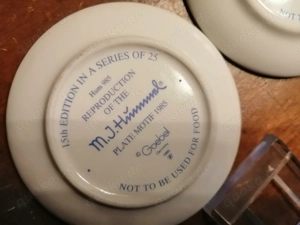 15th EDITION IN A SERIES OF 25
Hum 985
REPRODUCTION
OF THE
M.J.Hummel
PLATE MOTIF 1985
© Goebel
NOT TO BE USED FOR FOOD
NOT